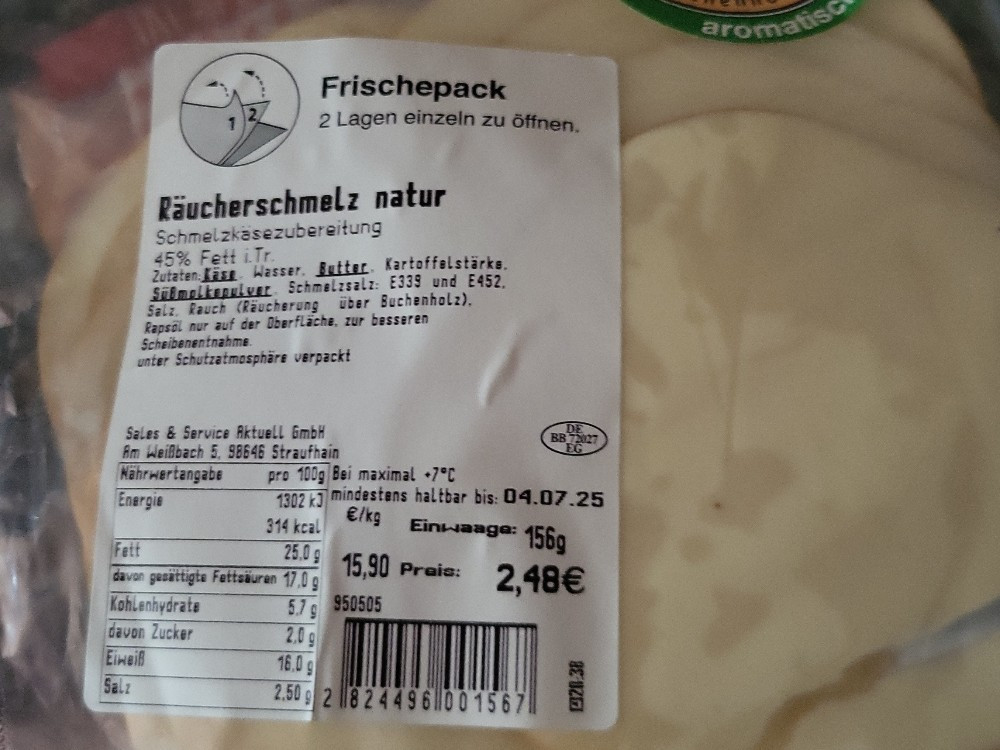 aromatisc
1 2
Frischepack
2 Lagen einzeln zu öffnen.
Räucherschmelz natur
Schmelzkäsezubereitung
45% Fett i.Tr.
Zutaten: Käse, Wasser, Butter, Kartoffelstärke,
Süßmolkepulver, Schmelzsalz: E339 und E452,
Salz, Rauch (Räucherung über Buchenholz),
Rapsöl nur auf der Oberfläche, zur besseren
Scheibenentnahme.
unter Schutzatmosphäre verpackt
Sales & Service Aktuell GmbH
Am Weißbach 5, 98646 Straufhain
DE
BB 72027
EG
Nährwertangabe pro 100g
Energie 1302 kJ
314 kcal
Fett 25,0 g
davon gesättigte Fettsäuren 17,0 g
Kohlenhydrate 5,7 g
davon Zucker 2,0 g
Eiweiß 16,0 g
Salz 2,50 g
Bei maximal +7°C
mindestens haltbar bis: 04.07.25
€/kg Einwaage: 156g
15,90 Preis: 2,48€
950505
2 824496 001567